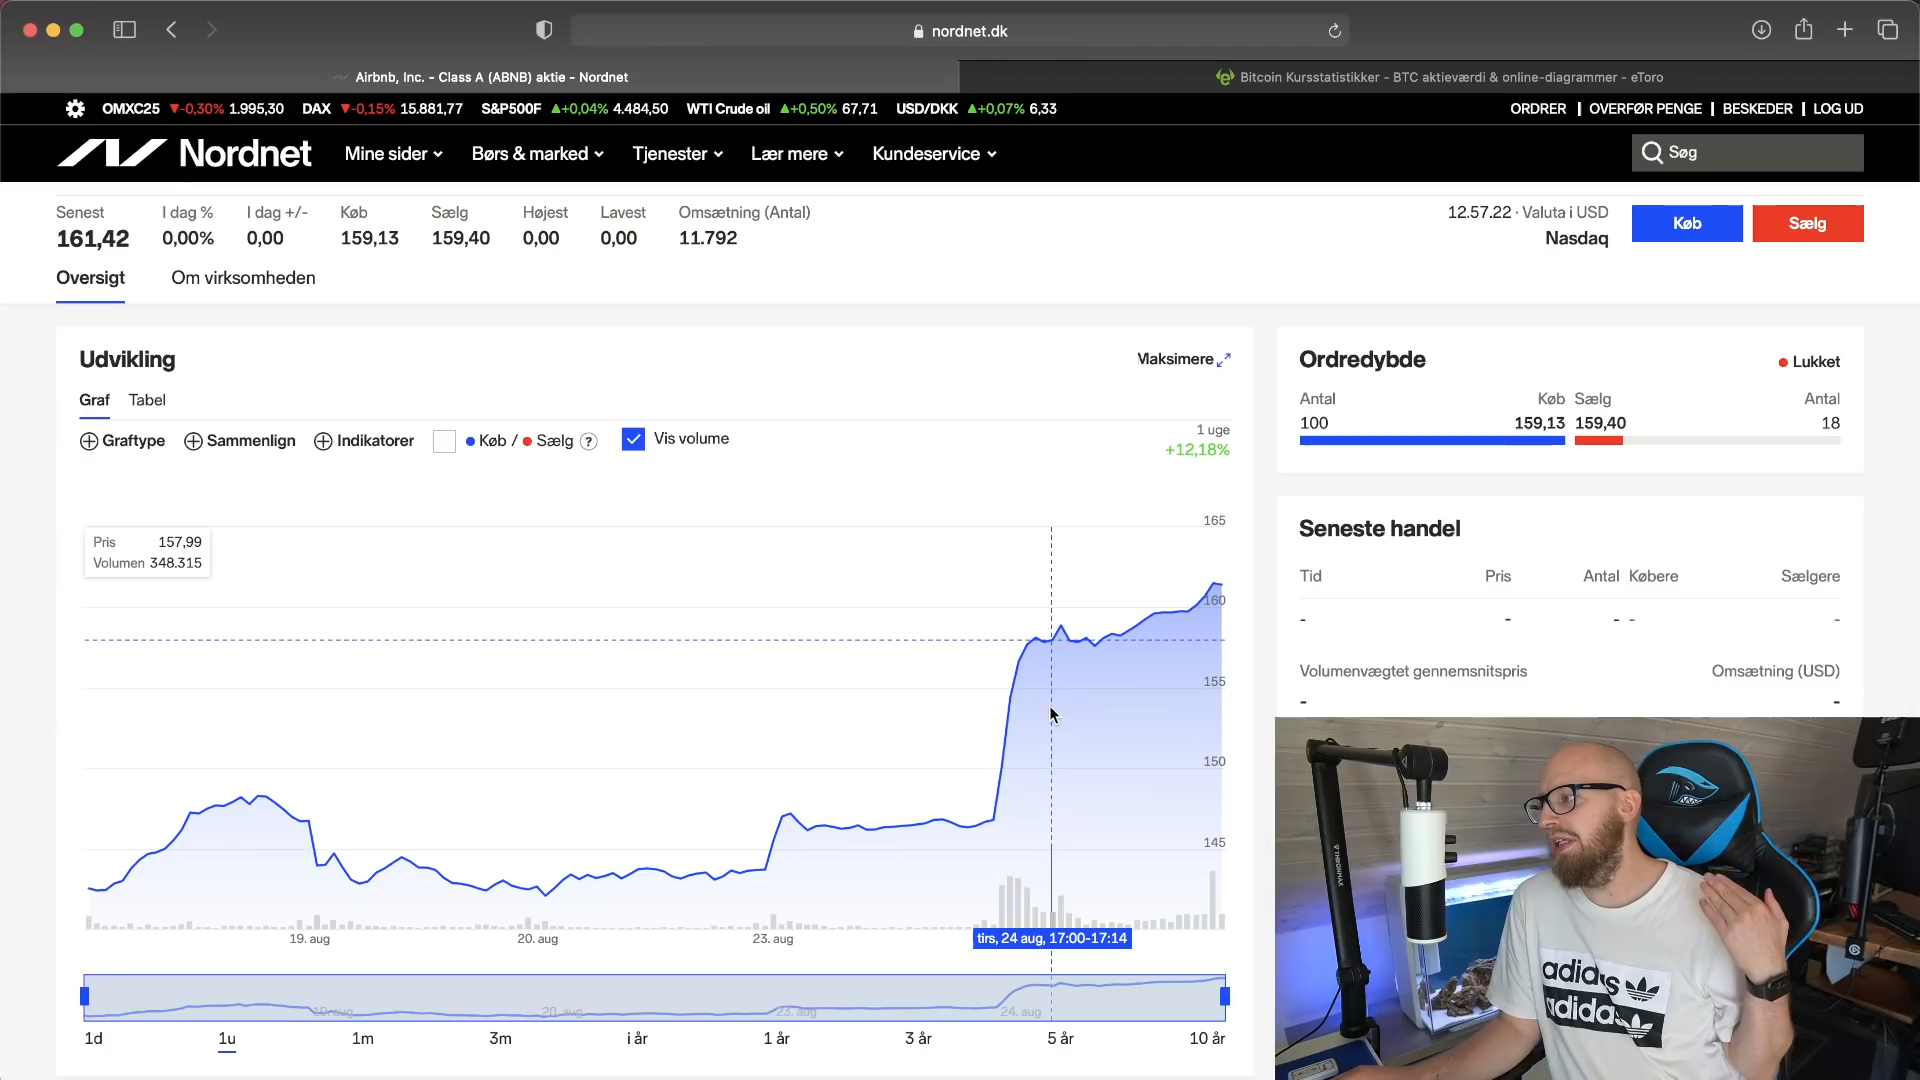 nordnet.dk
Airbnb, Inc. - Class A (ABNB) aktie - Nordnet
Bitcoin Kursstatistikker - BTC aktieværdi & online-diagrammer - eToro
OMXC25 ▼-0,30% 1.995,30 DAX ▼-0,15% 15.881,77 S&P500F ▲+0,04% 4.484,50 WTI Crude oil ▲+0,50% 67,71 USD/DKK ▲+0,07% 6,33
ORDRER | OVERFØR PENGE | BESKEDER | LOG UD
Nordnet Mine sider Børs & marked Tjenester Lær mere Kundeservice
Søg
Senest I dag % I dag +/- Køb Sælg Højest Lavest Omsætning (Antal)
161,42 0,00% 0,00 159,13 159,40 0,00 0,00 11.792
12.57.22 · Valuta i USD
Nasdaq
Køb
Sælg
Oversigt Om virksomheden
Udvikling
Maksimere
Graf Tabel
Graftype Sammenlign Indikatorer Køb / Sælg ? Vis volume
1 uge
+12,18%
Pris 157,99
Volumen 348.315
165
160
155
150
145
19. aug 20. aug 23. aug tirs, 24 aug, 17:00-17:14
19. aug 20. aug 23. aug 24. aug
1d 1u 1m 3m i år 1 år 3 år 5 år 10 år
Ordredybde
Lukket
Antal Køb Sælg Antal
100 159,13 159,40 18
Seneste handel
Tid Pris Antal Købere Sælgere
- - - - -
Volumenvægtet gennemsnitspris Omsætning (USD)
- -
THRONMAX
adidas
adidas